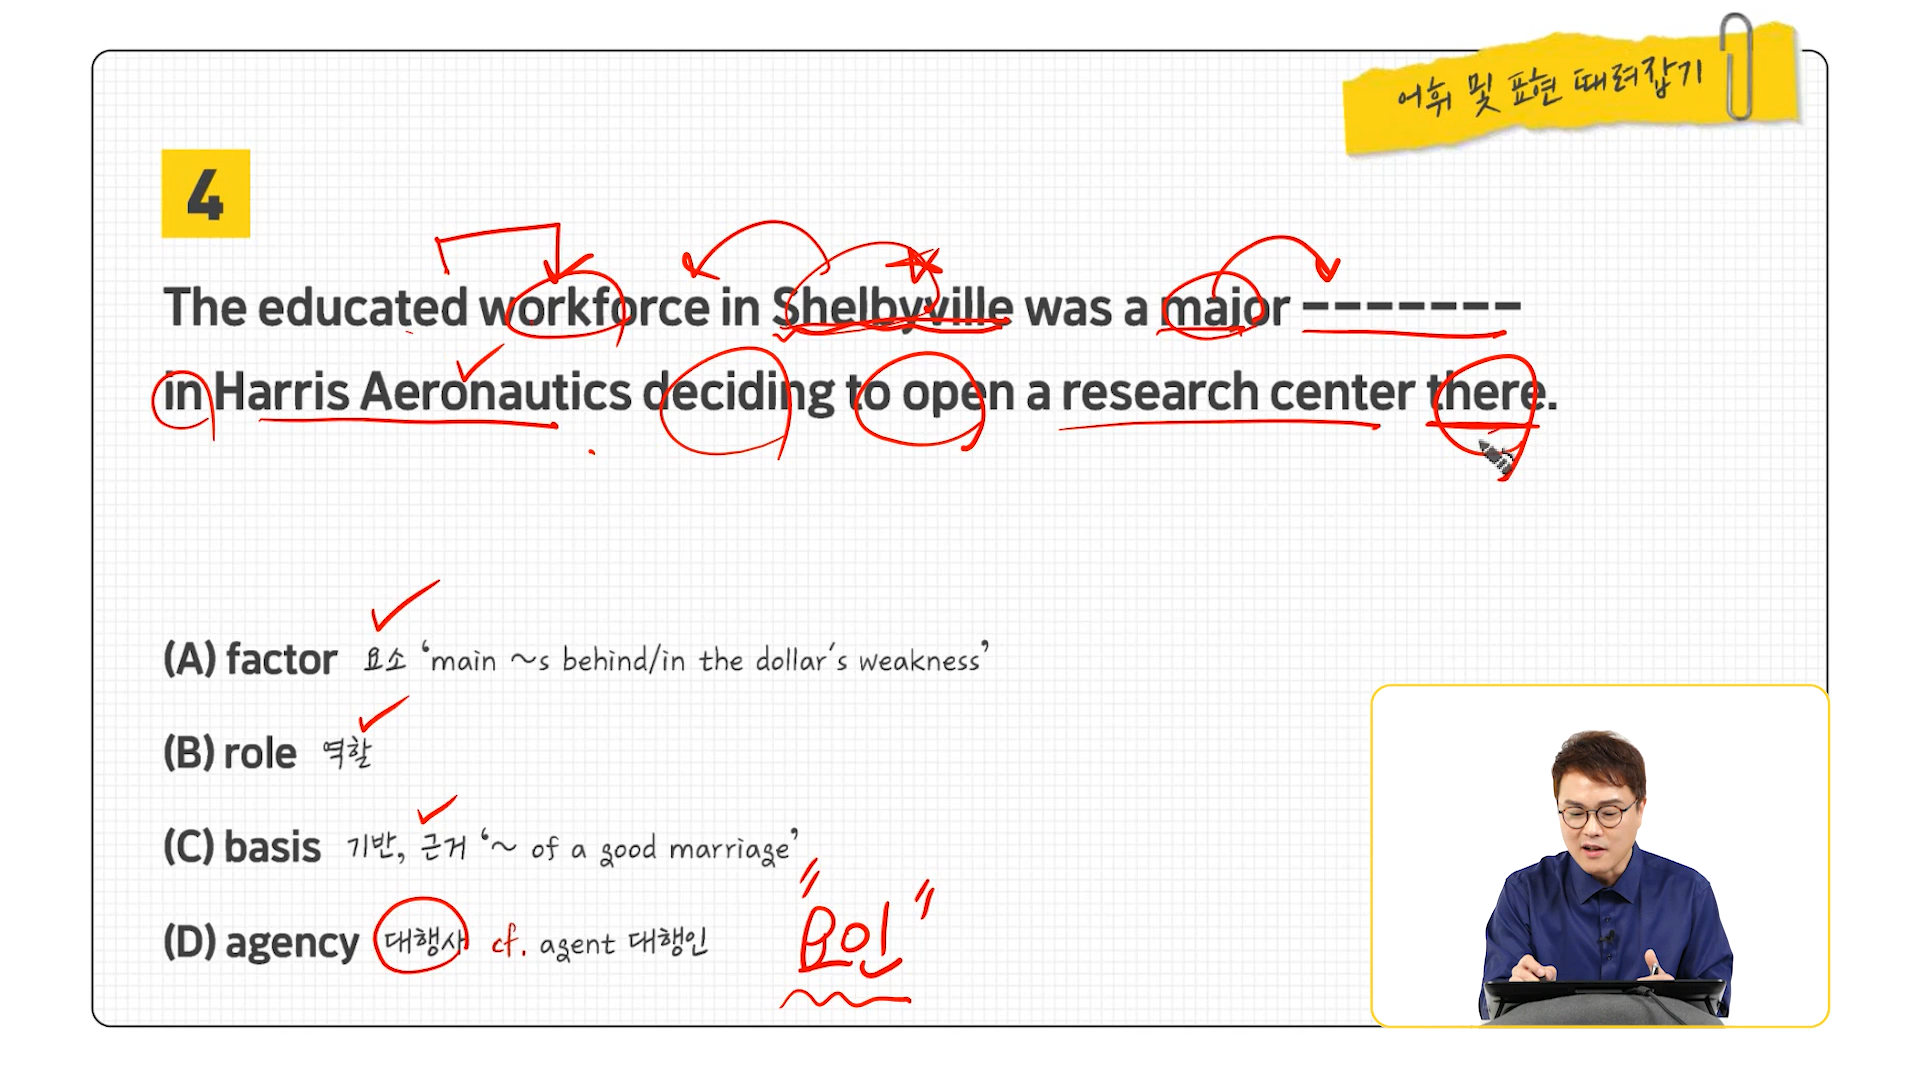 어휘 및 표현 때려잡기
4
The educated workforce in Shelbyville was a major -------
in Harris Aeronautics deciding to open a research center there.
(A) factor 요소 ‘main ~s behind/in the dollar’s weakness’
(B) role 역할
(C) basis 기반, 근거 ‘~ of a good marriage’
(D) agency 대행사 cf. agent 대행인
"요인"